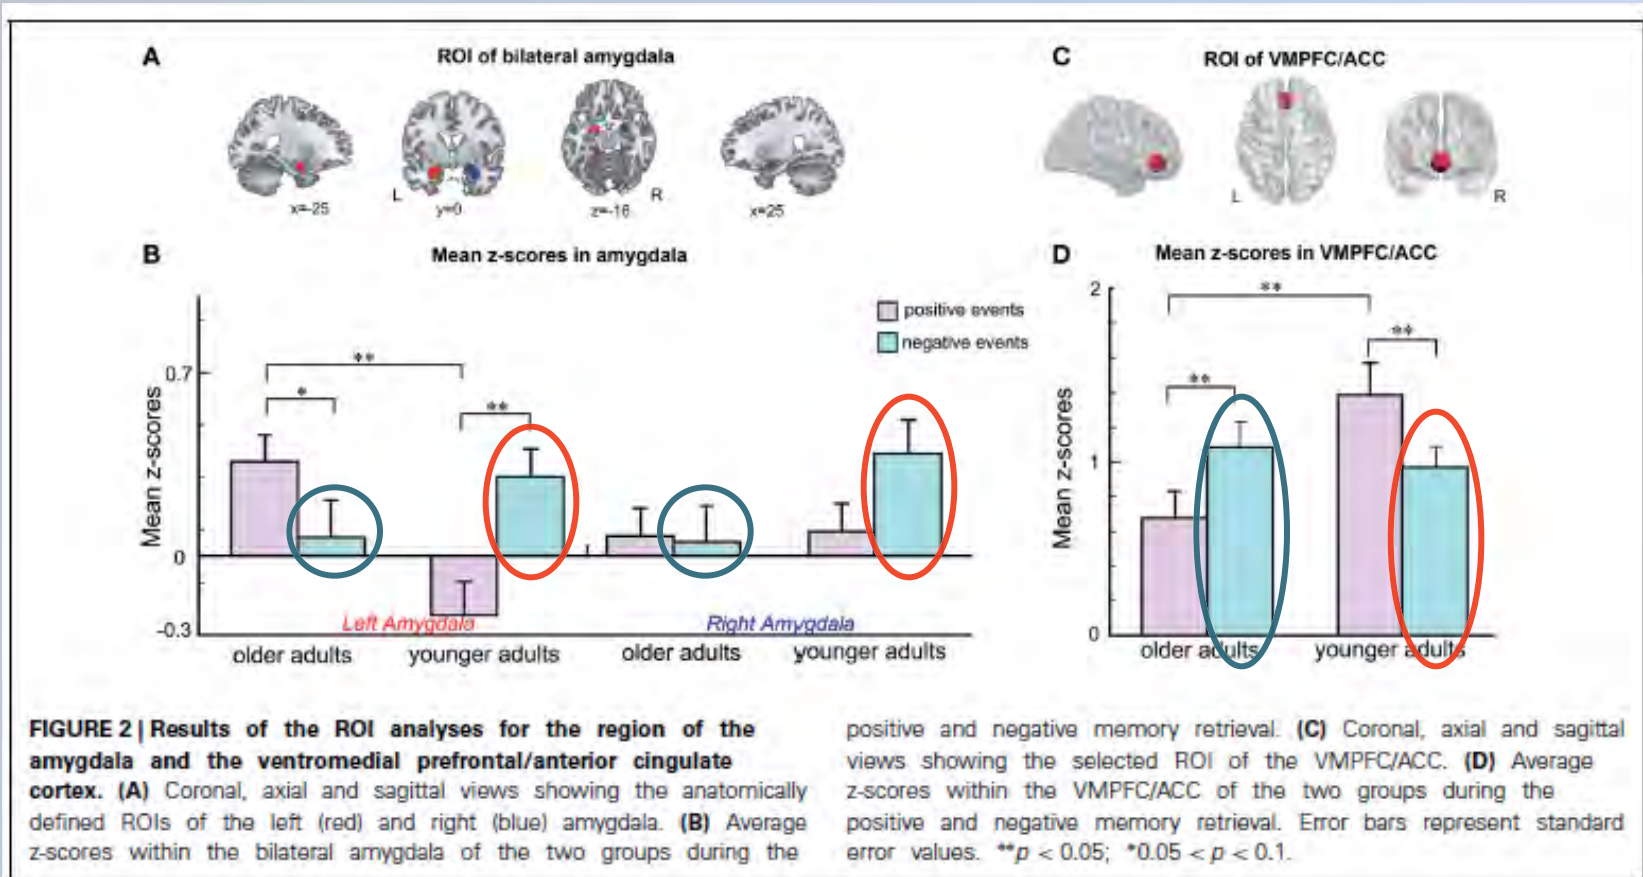 A
ROI of bilateral amygdala
x=-25
L
y=0
z=-16
R
x=25
C
ROI of VMPFC/ACC
L
R
B
Mean z-scores in amygdala
positive events
negative events
**
*
**
0.7
0
-0.3
Mean z-scores
Left Amygdala
Right Amygdala
older adults
younger adults
older adults
younger adults
D
Mean z-scores in VMPFC/ACC
**
**
**
2
1
0
Mean z-scores
older adults
younger adults
FIGURE 2 | Results of the ROI analyses for the region of the
amygdala and the ventromedial prefrontal/anterior cingulate
cortex. (A) Coronal, axial and sagittal views showing the anatomically
defined ROIs of the left (red) and right (blue) amygdala. (B) Average
z-scores within the bilateral amygdala of the two groups during the
positive and negative memory retrieval. (C) Coronal, axial and sagittal
views showing the selected ROI of the VMPFC/ACC. (D) Average
z-scores within the VMPFC/ACC of the two groups during the
positive and negative memory retrieval. Error bars represent standard
error values. **p < 0.05; *0.05 < p < 0.1.